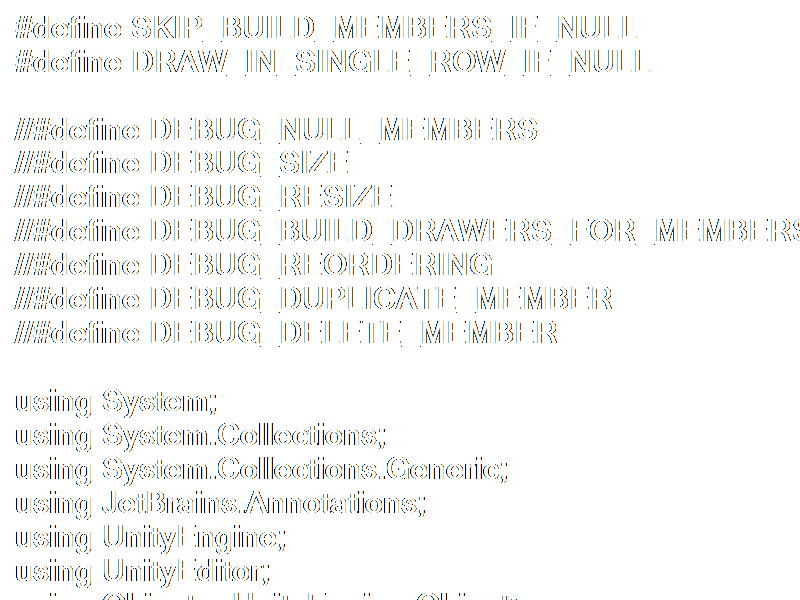 #define SKIP_BUILD_MEMBERS_IF_NULL
#define DRAW_IN_SINGLE_ROW_IF_NULL
//#define DEBUG_NULL_MEMBERS
//#define DEBUG_SIZE
//#define DEBUG_RESIZE
//#define DEBUG_BUILD_DRAWERS_FOR_MEMBERS
//#define DEBUG_REORDERING
//#define DEBUG_DUPLICATE_MEMBER
//#define DEBUG_DELETE_MEMBER
using System;
using System.Collections;
using System.Collections.Generic;
using JetBrains.Annotations;
using UnityEngine;
using UnityEditor;